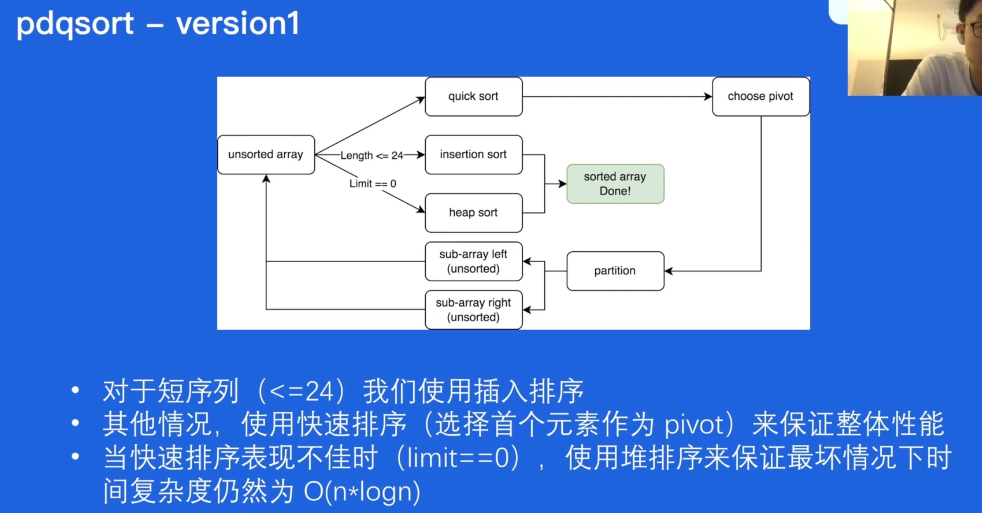 pdqsort – version1
quick sort
choose pivot
unsorted array
Length <= 24
insertion sort
sorted array
Done!
Limit == 0
heap sort
sub-array left
(unsorted)
partition
sub-array right
(unsorted)
• 对于短序列（<=24）我们使用插入排序
• 其他情况，使用快速排序（选择首个元素作为 pivot）来保证整体性能
• 当快速排序表现不佳时（limit==0），使用堆排序来保证最坏情况下时
间复杂度仍然为 O(n*logn)